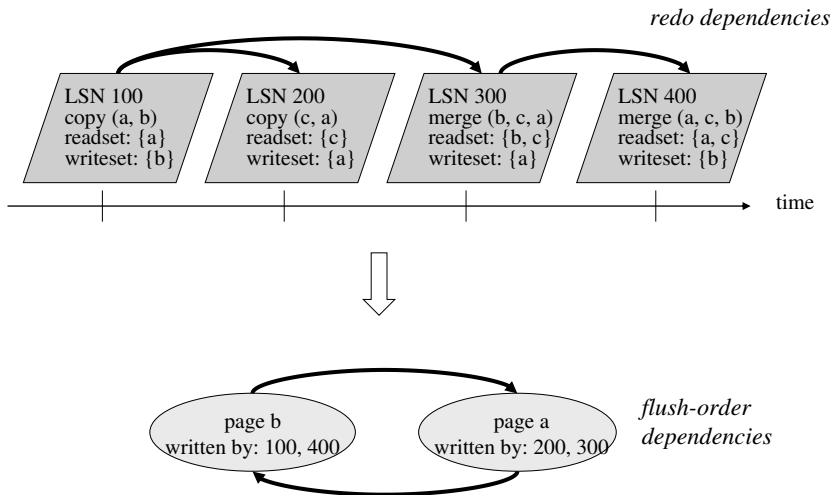 redo dependencies
LSN 100
copy (a, b)
readset: {a}
writeset: {b}
LSN 200
copy (c, a)
readset: {c}
writeset: {a}
LSN 300
merge (b, c, a)
readset: {b, c}
writeset: {a}
LSN 400
merge (a, c, b)
readset: {a, c}
writeset: {b}
time
page b
written by: 100, 400
page a
written by: 200, 300
flush-order
dependencies